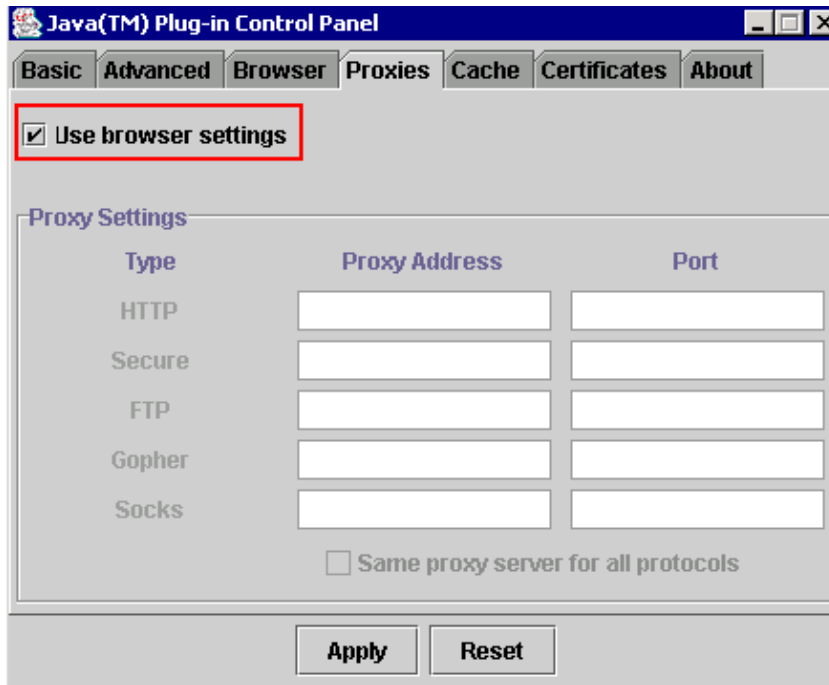 Java(TM) Plug-in Control Panel
Basic Advanced Browser Proxies Cache Certificates About
Use browser settings
Proxy Settings
Type Proxy Address Port
HTTP
Secure
FTP
Gopher
Socks
Same proxy server for all protocols
Apply Reset